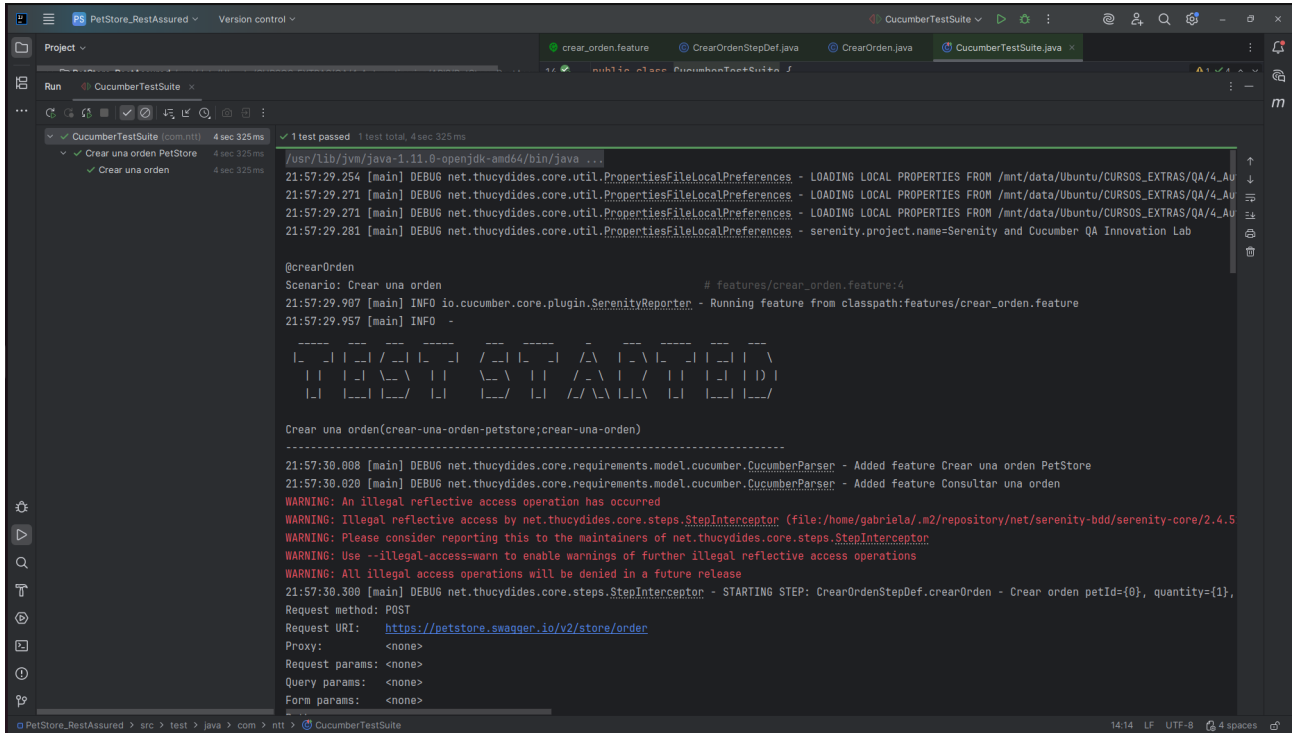 PS PetStore_RestAssured Version control CucumberTestSuite
Project crear_orden.feature CrearOrdenStepDef.java CrearOrden.java CucumberTestSuite.java
public class CucumberTestSuite {
Run CucumberTestSuite
CucumberTestSuite (com.ntt) 4 sec 325 ms 1 test passed 1 test total, 4 sec 325 ms
Crear una orden PetStore 4 sec 325 ms
Crear una orden 4 sec 325 ms
/usr/lib/jvm/java-1.11.0-openjdk-amd64/bin/java ...
21:57:29.254 [main] DEBUG net.thucydides.core.util.PropertiesFileLocalPreferences - LOADING LOCAL PROPERTIES FROM /mnt/data/Ubuntu/CURSOS_EXTRAS/QA/4_Au
21:57:29.271 [main] DEBUG net.thucydides.core.util.PropertiesFileLocalPreferences - LOADING LOCAL PROPERTIES FROM /mnt/data/Ubuntu/CURSOS_EXTRAS/QA/4_Au
21:57:29.271 [main] DEBUG net.thucydides.core.util.PropertiesFileLocalPreferences - LOADING LOCAL PROPERTIES FROM /mnt/data/Ubuntu/CURSOS_EXTRAS/QA/4_Au
21:57:29.281 [main] DEBUG net.thucydides.core.util.PropertiesFileLocalPreferences - serenity.project.name=Serenity and Cucumber QA Innovation Lab
@crearOrden
Scenario: Crear una orden # features/crear_orden.feature:4
21:57:29.907 [main] INFO io.cucumber.core.plugin.SerenityReporter - Running feature from classpath:features/crear_orden.feature
21:57:29.957 [main] INFO -
TEST STARTED
Crear una orden(crear-una-orden-petstore;crear-una-orden)
--------------------------------------------------------------------------------
21:57:30.008 [main] DEBUG net.thucydides.core.requirements.model.cucumber.CucumberParser - Added feature Crear una orden PetStore
21:57:30.020 [main] DEBUG net.thucydides.core.requirements.model.cucumber.CucumberParser - Added feature Consultar una orden
WARNING: An illegal reflective access operation has occurred
WARNING: Illegal reflective access by net.thucydides.core.steps.StepInterceptor (file:/home/gabriela/.m2/repository/net/serenity-bdd/serenity-core/2.4.5
WARNING: Please consider reporting this to the maintainers of net.thucydides.core.steps.StepInterceptor
WARNING: Use --illegal-access=warn to enable warnings of further illegal reflective access operations
WARNING: All illegal access operations will be denied in a future release
21:57:30.300 [main] DEBUG net.thucydides.core.steps.StepInterceptor - STARTING STEP: CrearOrdenStepDef.crearOrden - Crear orden petId={0}, quantity={1},
Request method: POST
Request URI: https://petstore.swagger.io/v2/store/order
Proxy: <none>
Request params: <none>
Query params: <none>
Form params: <none>
PetStore_RestAssured > src > test > java > com > ntt > CucumberTestSuite 14:14 LF UTF-8 4 spaces